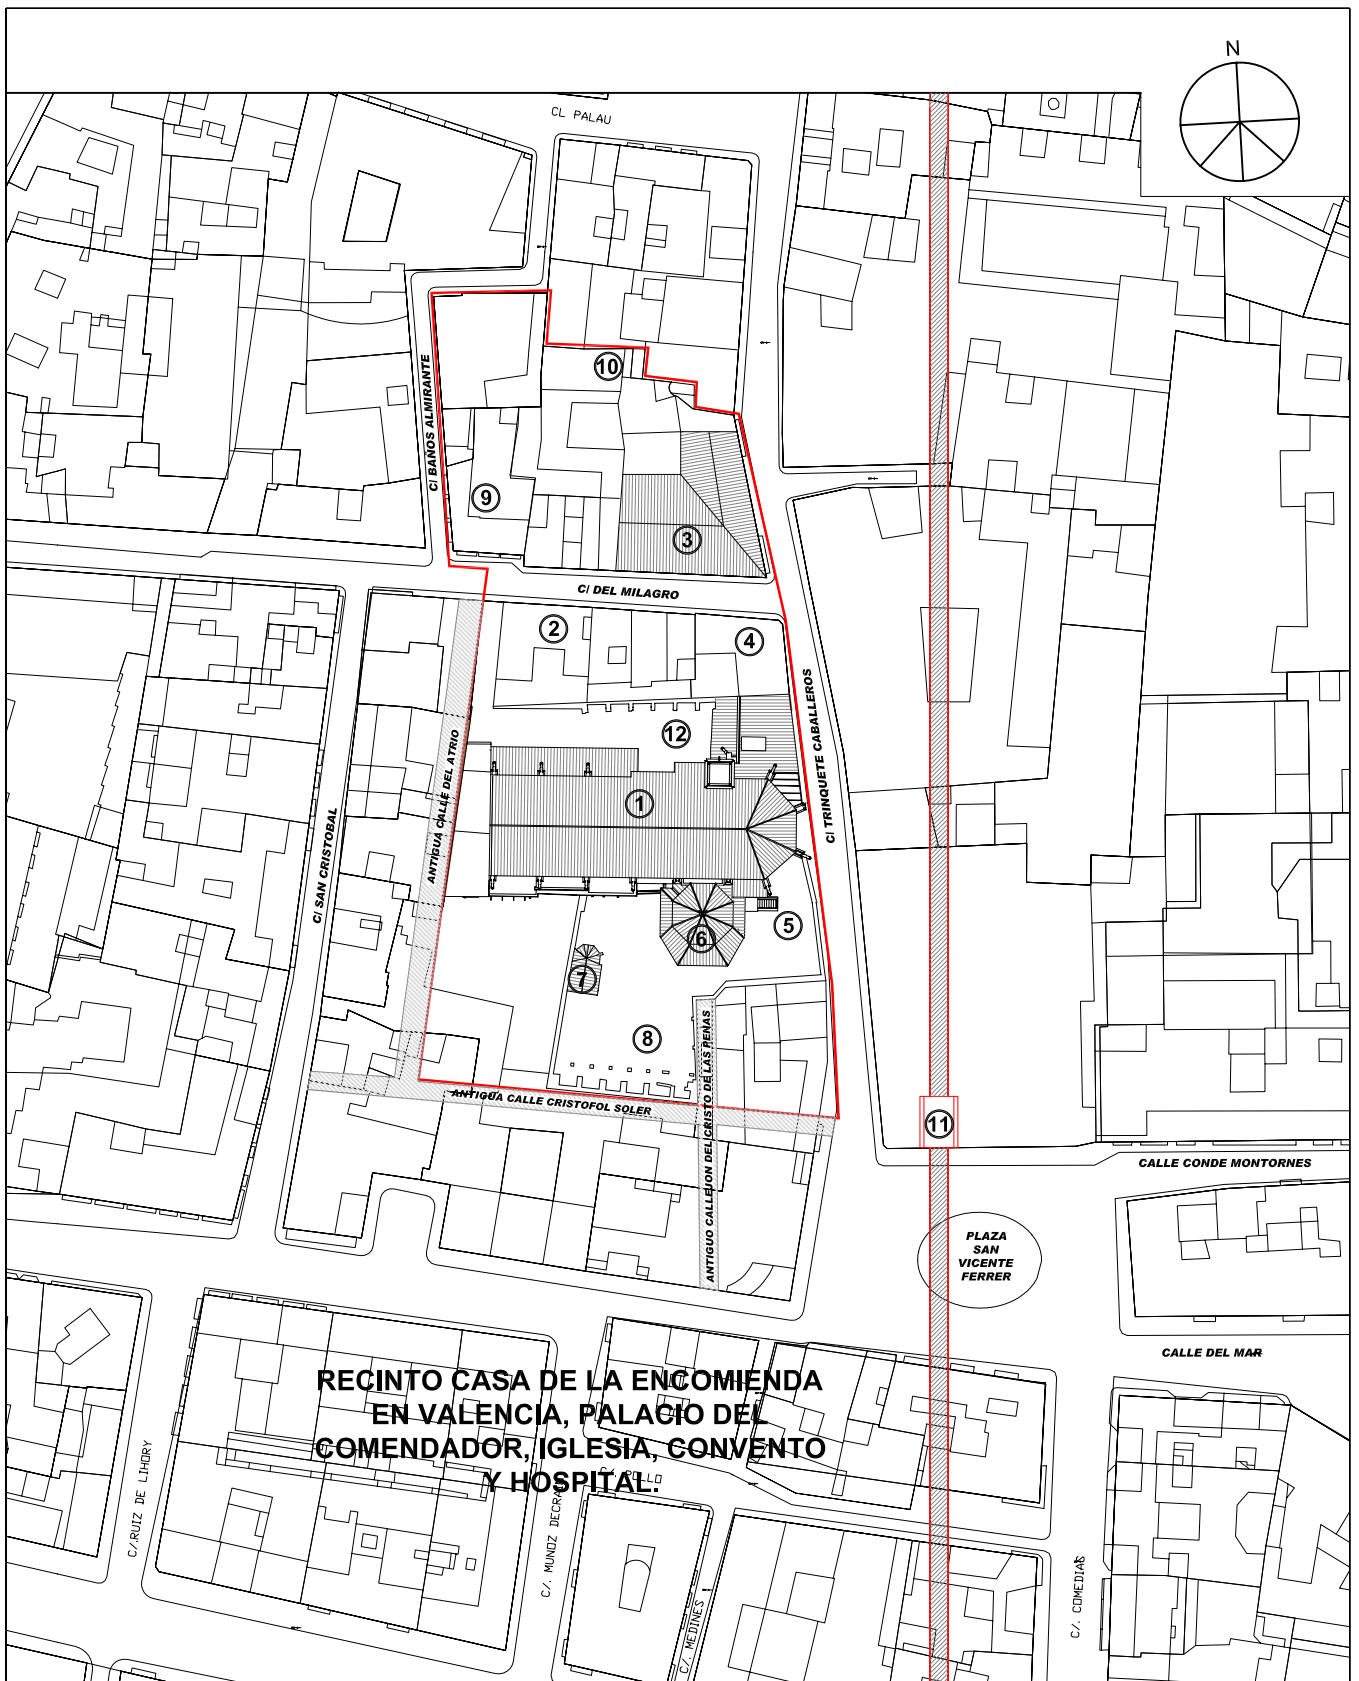 N
CL PALAU
C/ BAÑOS ALMIRANTE
10
9
3
C/ DEL MILAGRO
2
4
C/ TRINQUETE CABALLEROS
12
ANTIGUA CALLE DEL ATRIO
1
C/ SAN CRISTOBAL
5
6
7
8
ANTIGUO CALLEJON DEL CRISTO DE LAS PEÑAS
ANTIGUA CALLE CRISTOFOL SOLER
11
CALLE CONDE MONTORNES
PLAZA
SAN
VICENTE
FERRER
CALLE DEL MAR
RECINTO CASA DE LA ENCOMIENDA
EN VALENCIA, PALACIO DEL
COMENDADOR, IGLESIA, CONVENTO
Y HOSPITAL.
C/.RUIZ DE LIHORY
C/. MUNOZ DECRAI
C/. POLLO
C/. MEDINES
C/. COMEDIAS